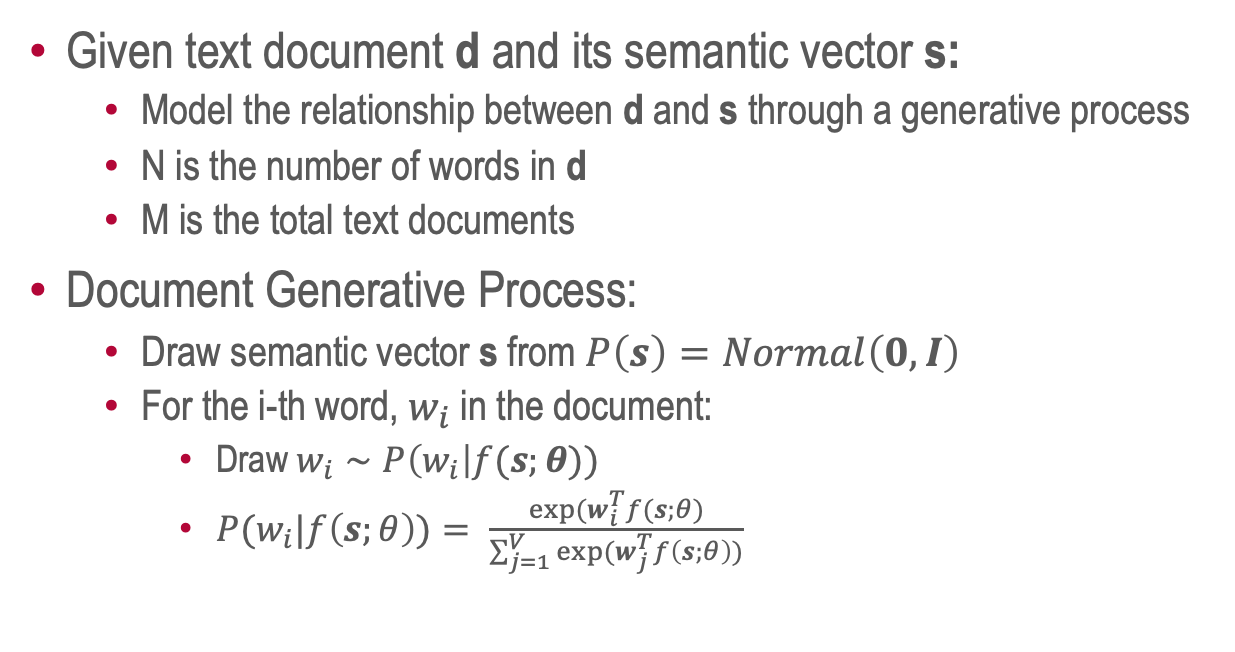 • Given text document d and its semantic vector s:
• Model the relationship between d and s through a generative process
• N is the number of words in d
• M is the total text documents
• Document Generative Process:
• Draw semantic vector s from P(s) = Normal(0, I)
• For the i-th word, w_i in the document:
• Draw w_i ~ P(w_i|f(s; θ))
• P(w_i|f(s; θ)) = exp(w_i^T f(s;θ) / ∑_{j=1}^V exp(w_j^T f(s;θ))